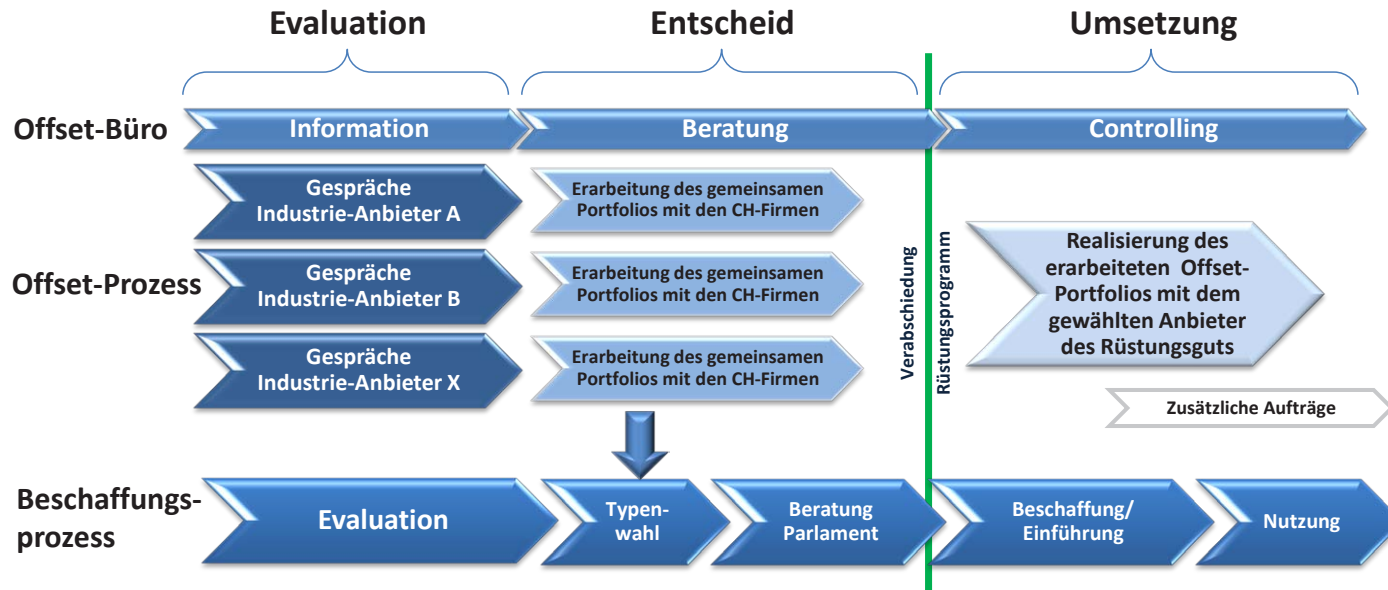 Evaluation
Entscheid
Umsetzung
Offset-Büro
Information
Beratung
Controlling
Offset-Prozess
Gespräche
Industrie-Anbieter A
Erarbeitung des gemeinsamen
Portfolios mit den CH-Firmen
Gespräche
Industrie-Anbieter B
Erarbeitung des gemeinsamen
Portfolios mit den CH-Firmen
Gespräche
Industrie-Anbieter X
Erarbeitung des gemeinsamen
Portfolios mit den CH-Firmen
Verabschiedung
Rüstungsprogramm
Realisierung des
erarbeiteten Offset-
Portfolios mit dem
gewählten Anbieter
des Rüstungsguts
Zusätzliche Aufträge
Beschaffungs-
prozess
Evaluation
Typen-
wahl
Beratung
Parlament
Beschaffung/
Einführung
Nutzung